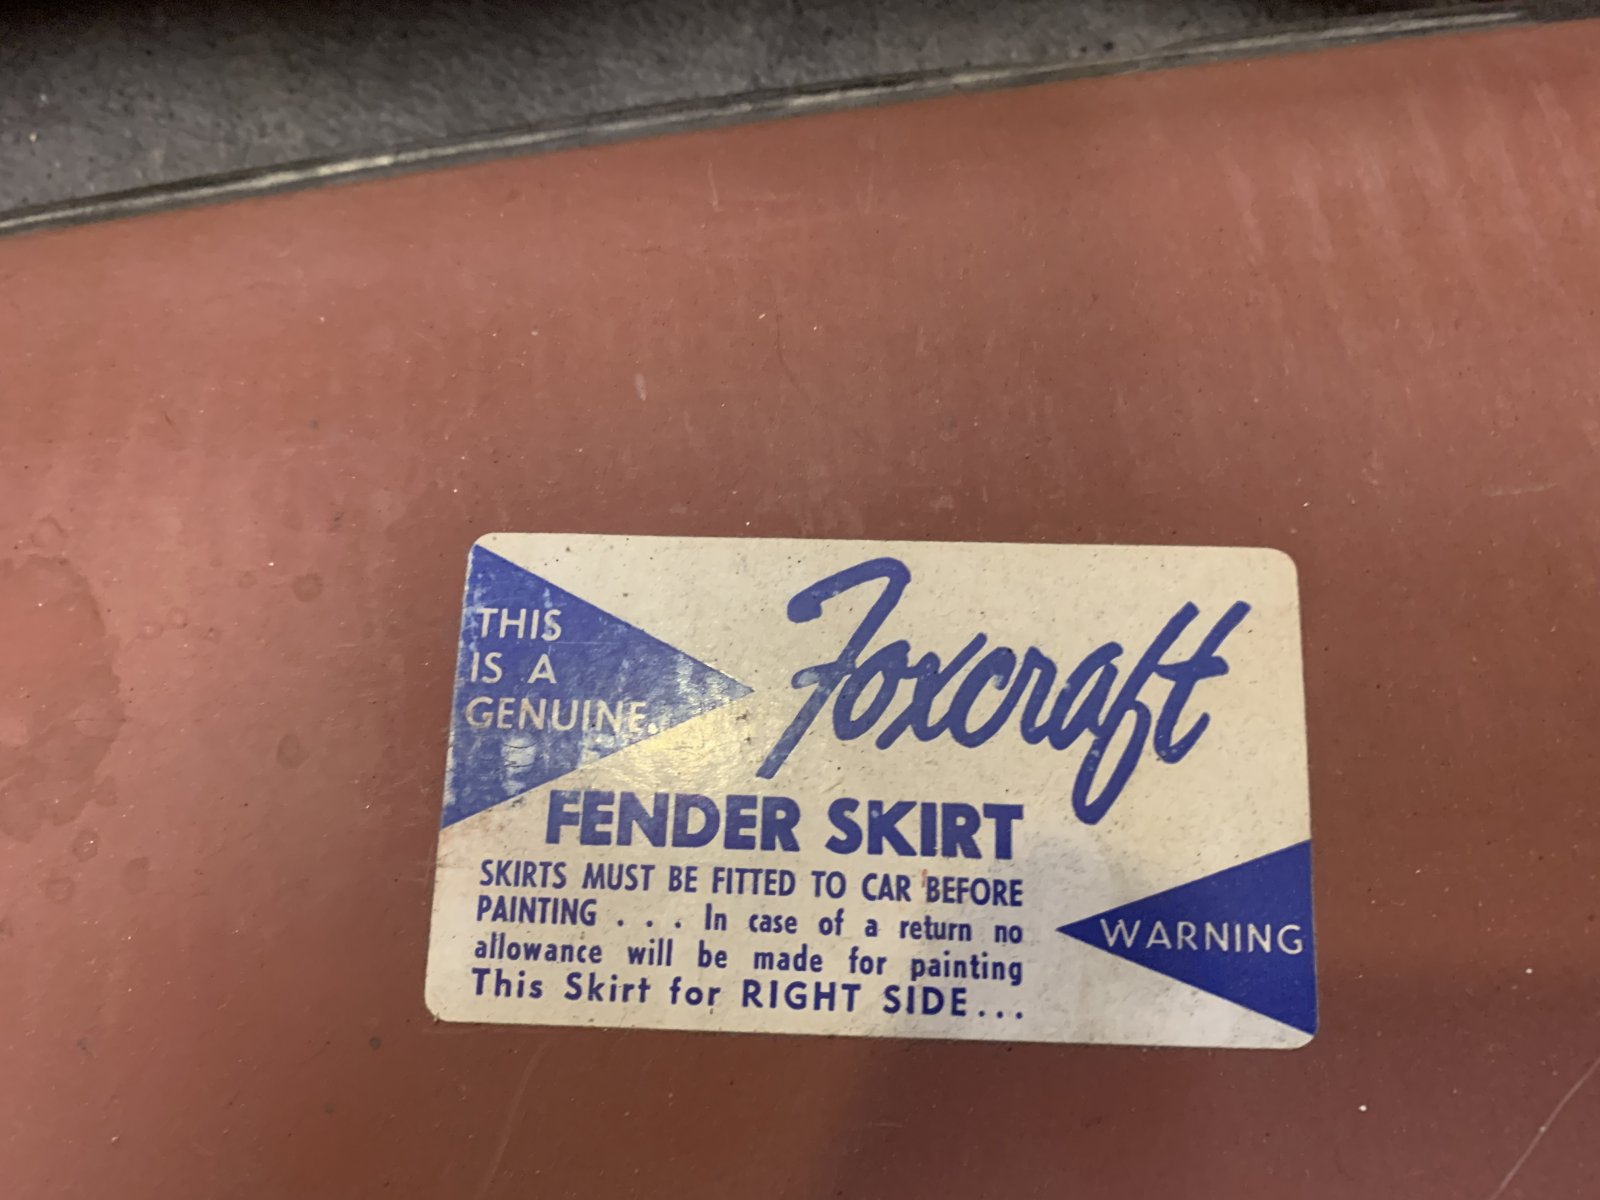 THIS
IS A
GENUINE.
Foxcraft
FENDER SKIRT
SKIRTS MUST BE FITTED TO CAR BEFORE
PAINTING . . . In case of a return no
allowance will be made for painting
This Skirt for RIGHT SIDE...
WARNING